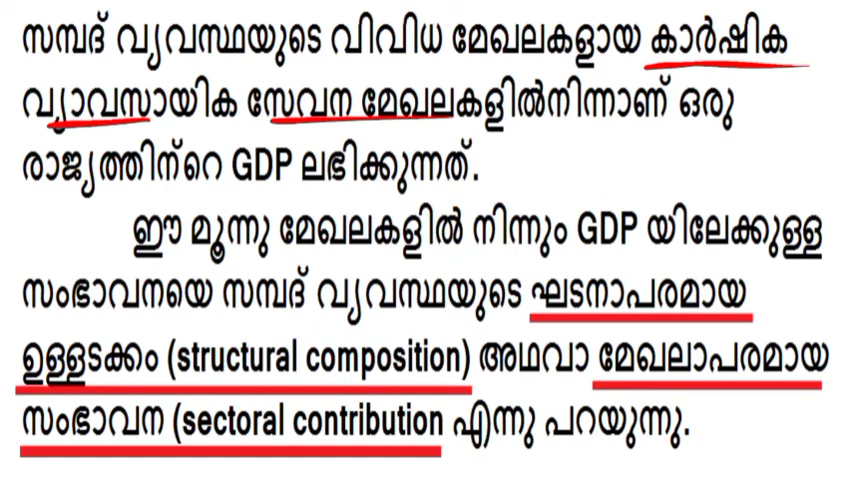 സമ്പദ് വ്യവസ്ഥയുടെ വിവിധ മേഖലകളായ കാർഷിക
വ്യാവസായിക സേവന മേഖലകളിൽനിന്നാണ് ഒരു
രാജ്യത്തിന്റെ GDP ലഭിക്കുന്നത്.
ഈ മൂന്നു മേഖലകളിൽ നിന്നും GDP യിലേക്കുള്ള
സംഭാവനയെ സമ്പദ് വ്യവസ്ഥയുടെ ഘടനാപരമായ
ഉള്ളടക്കം (structural composition) അഥവാ മേഖലാപരമായ
സംഭാവന (sectoral contribution എന്നു പറയുന്നു.